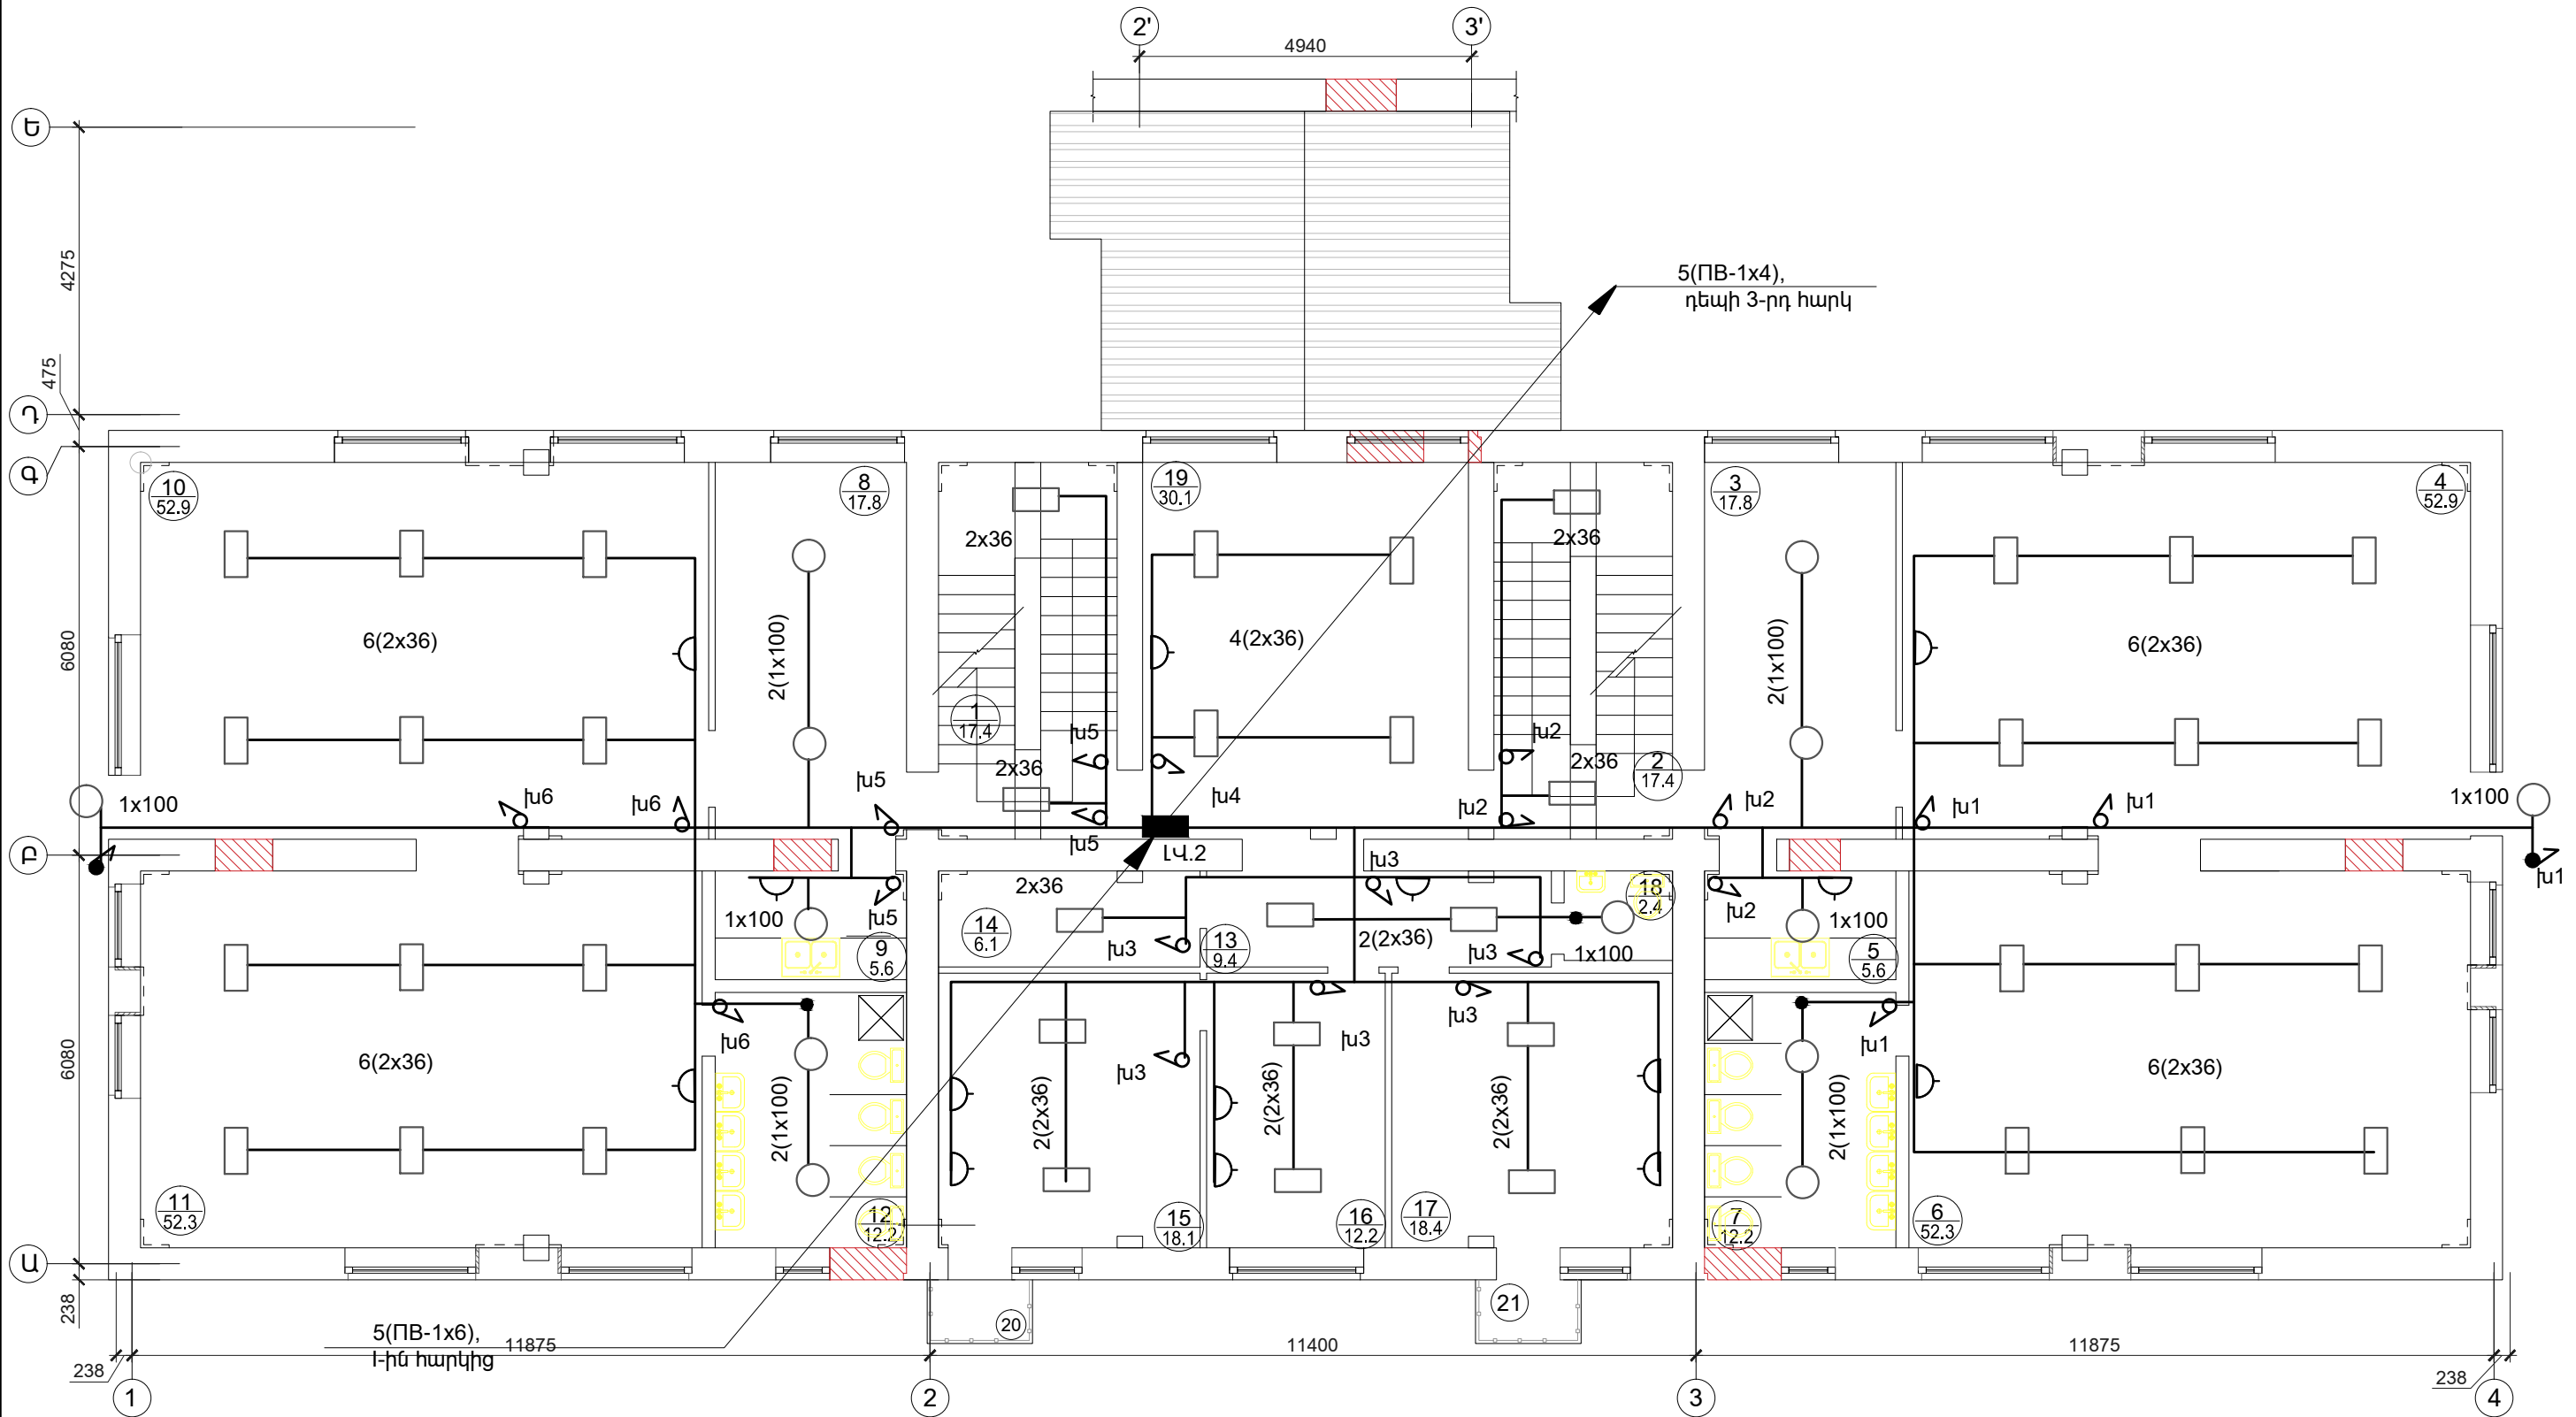 2'
3'
4940
Ե
4275
5(ПВ-1x4),
դեպի 3-րդ հարկ
475
Դ
Գ
10
52.9
8
17.8
19
30.1
3
17.8
4
52.9
2x36
2x36
6080
6(2x36)
2(1x100)
4(2x36)
2(1x100)
6(2x36)
1
17.4
խ5
խ2
2x36
2x36
2
17.4
1x100
խ6
խ6
խ5
խ4
խ2
խ2
խ1
խ1
1x100
Բ
խ5
ԼՎ.2
խ3
խ1
2x36
1x100
խ5
14
6.1
խ3
13
9.4
2(2x36)
խ3
18
2.4
1x100
խ2
1x100
9
5.6
5
5.6
6080
6(2x36)
խ6
2(1x100)
2(2x36)
խ3
2(2x36)
խ3
խ3
2(2x36)
2(1x100)
խ1
6(2x36)
11
52.3
12
12.2
15
18.1
16
12.2
17
18.4
7
12.2
6
52.3
Ա
238
20
21
5(ПВ-1x6),
I-ին հարկից
11875
11400
11875
238
238
1
2
3
4